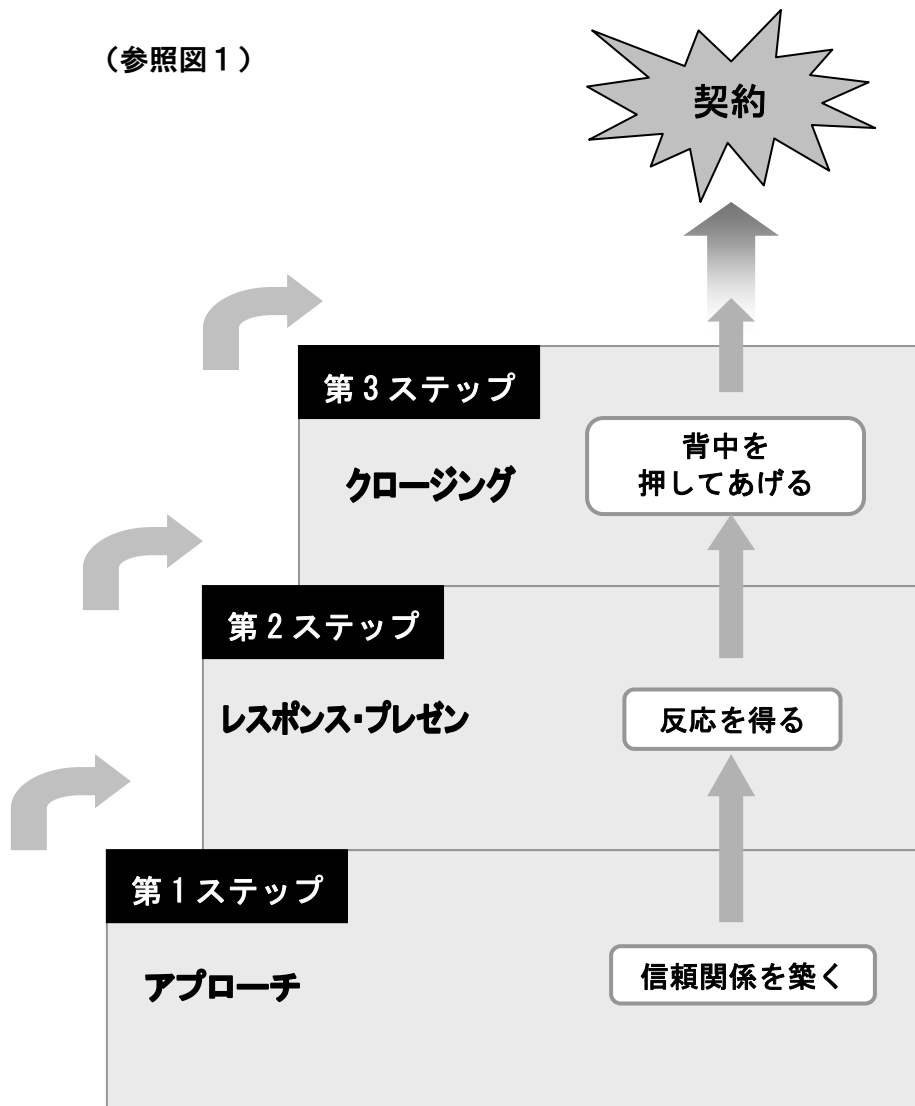 （参照図１）
契約
第３ステップ
クロージング
背中を
押してあげる
第２ステップ
レスポンス・プレゼン
反応を得る
第１ステップ
アプローチ
信頼関係を築く